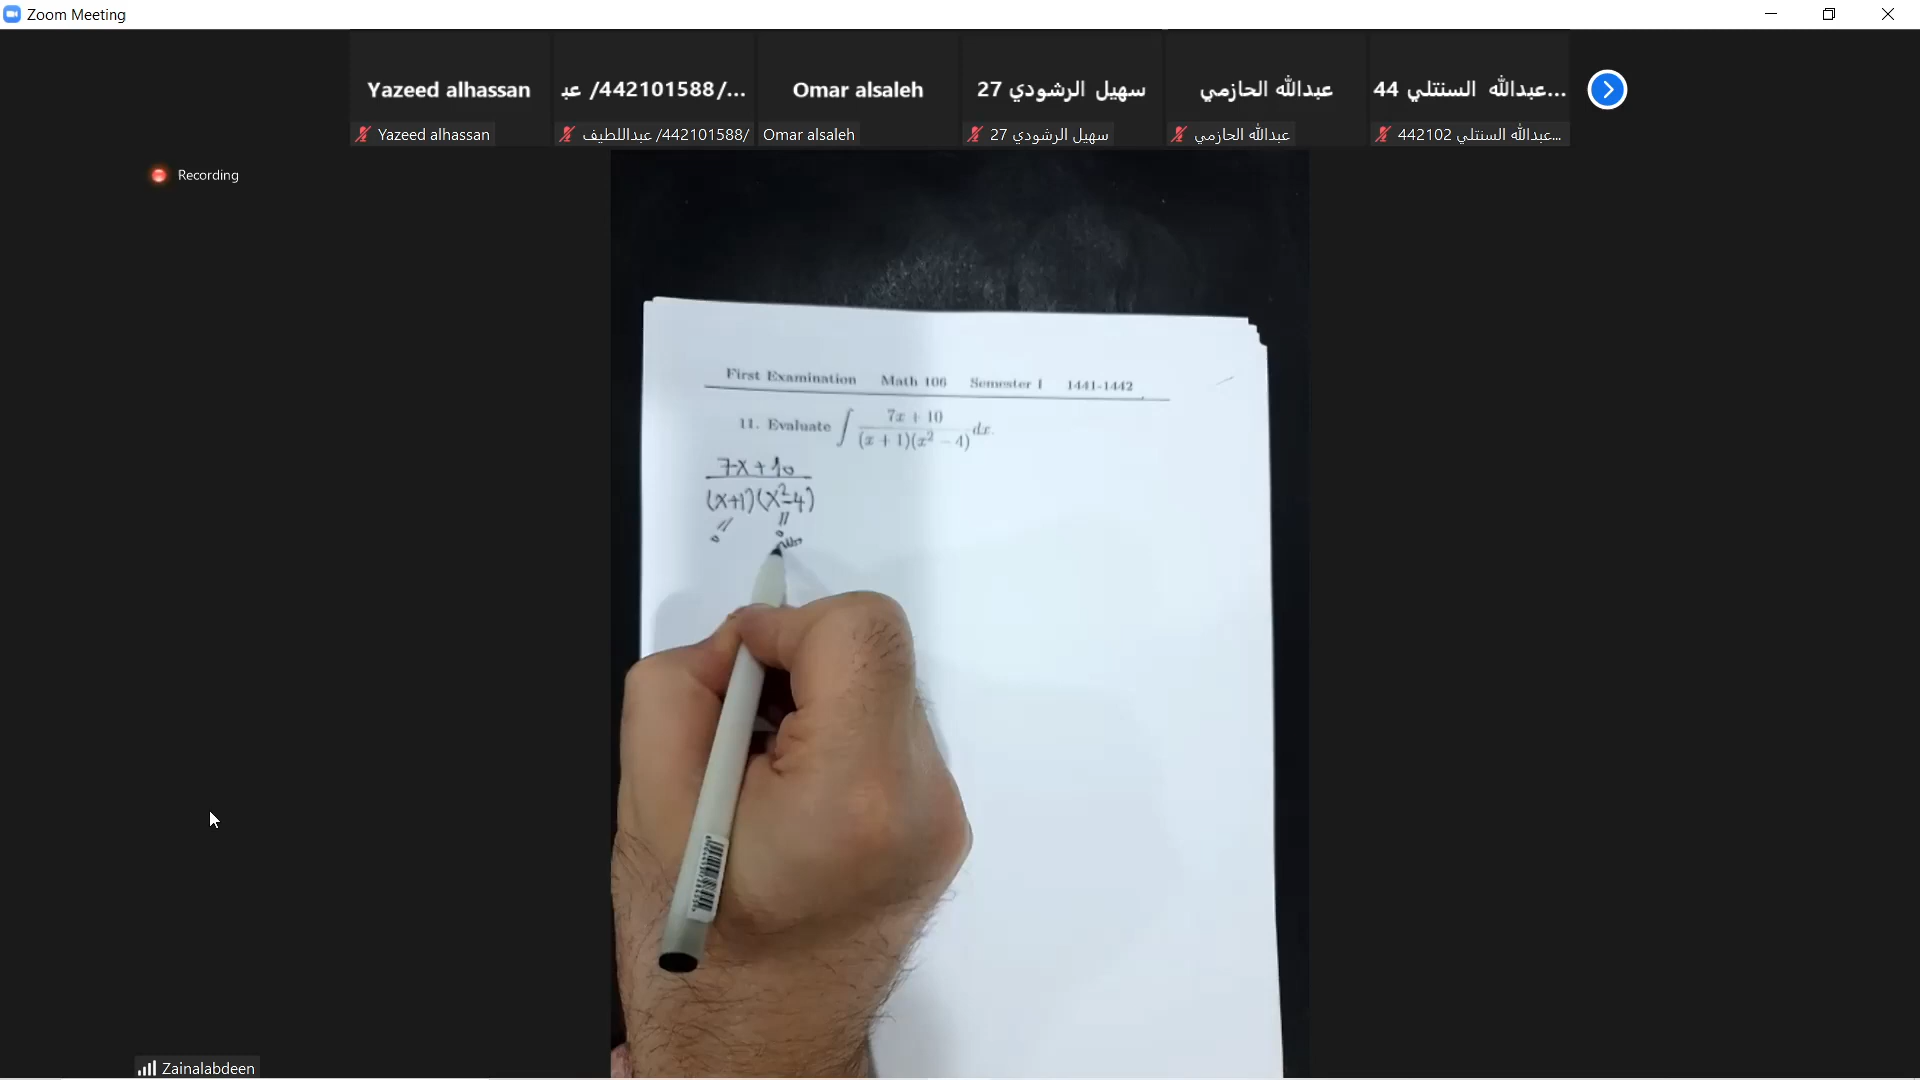 Zoom Meeting
Yazeed alhassan
عبـ /442101588/...
Omar alsaleh
سهيل الرشودي 27
عبدالله الحازمي
عبدالله السنتلي 44...
Yazeed alhassan
عبداللطيف /442101588/
Omar alsaleh
سهيل الرشودي 27
عبدالله الحازمي
عبدالله السنتلي 442102...
Recording
First Examination Math 106 Semester I 1441-1442
11. Evaluate ∫ (7x + 10)/((x + 1)(x² − 4)) dx.
7x+10
(x+1)(x²-4)
" "
0 0
Zainalabdeen